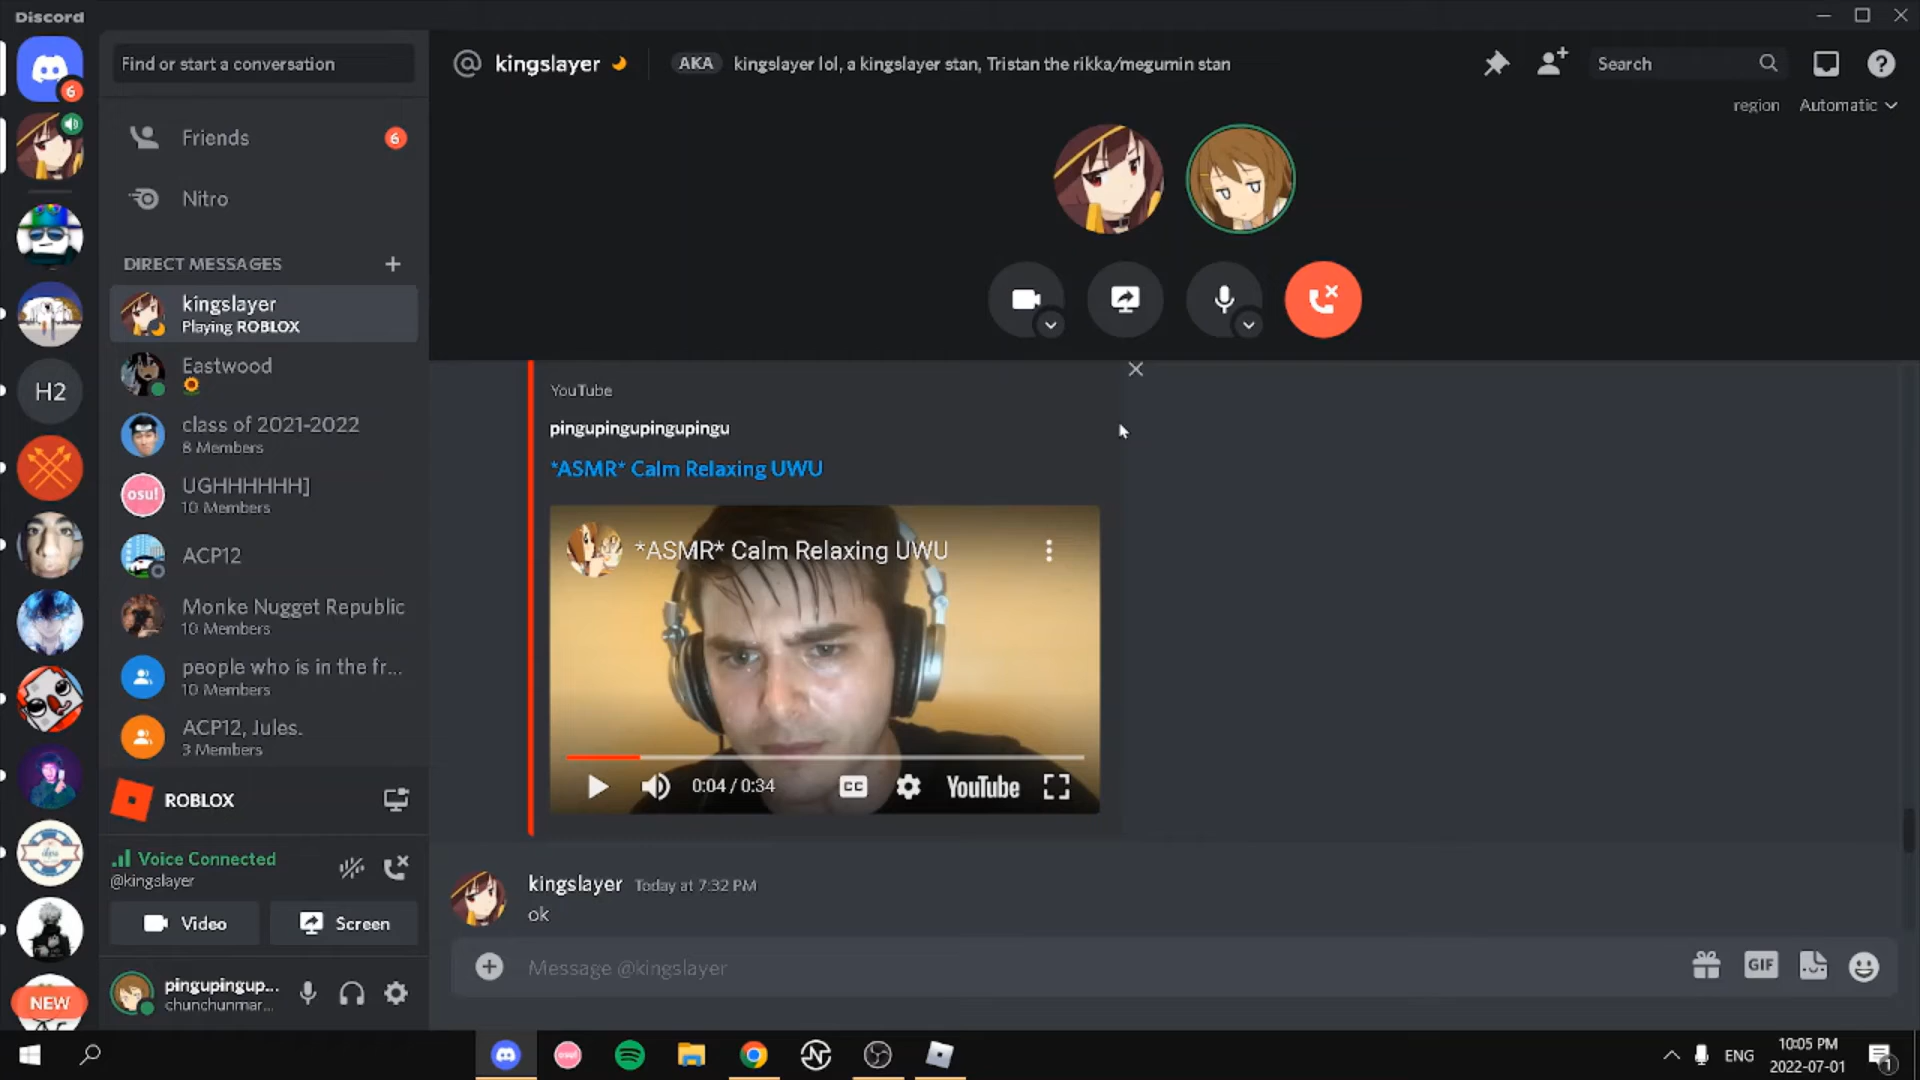 Discord
Find or start a conversation
kingslayer
AKA
kingslayer lol, a kingslayer stan, Tristan the rikka/megumin stan
Search
region
Automatic
6
Friends
6
Nitro
DIRECT MESSAGES
kingslayer
Playing ROBLOX
Eastwood
class of 2021-2022
8 Members
osu!
UGHHHHHH]
10 Members
ACP12
Monke Nugget Republic
10 Members
people who is in the fr...
10 Members
ACP12, Jules.
3 Members
H2
NEW
ROBLOX
Voice Connected
@kingslayer
Video
Screen
pingupingup...
chunchunmar...
YouTube
pingupingupingupingu
*ASMR* Calm Relaxing UWU
*ASMR* Calm Relaxing UWU
0:04 / 0:34
CC
YouTube
kingslayer Today at 7:32 PM
ok
Message @kingslayer
GIF
osu!
ENG
10:05 PM
2022-07-01
1